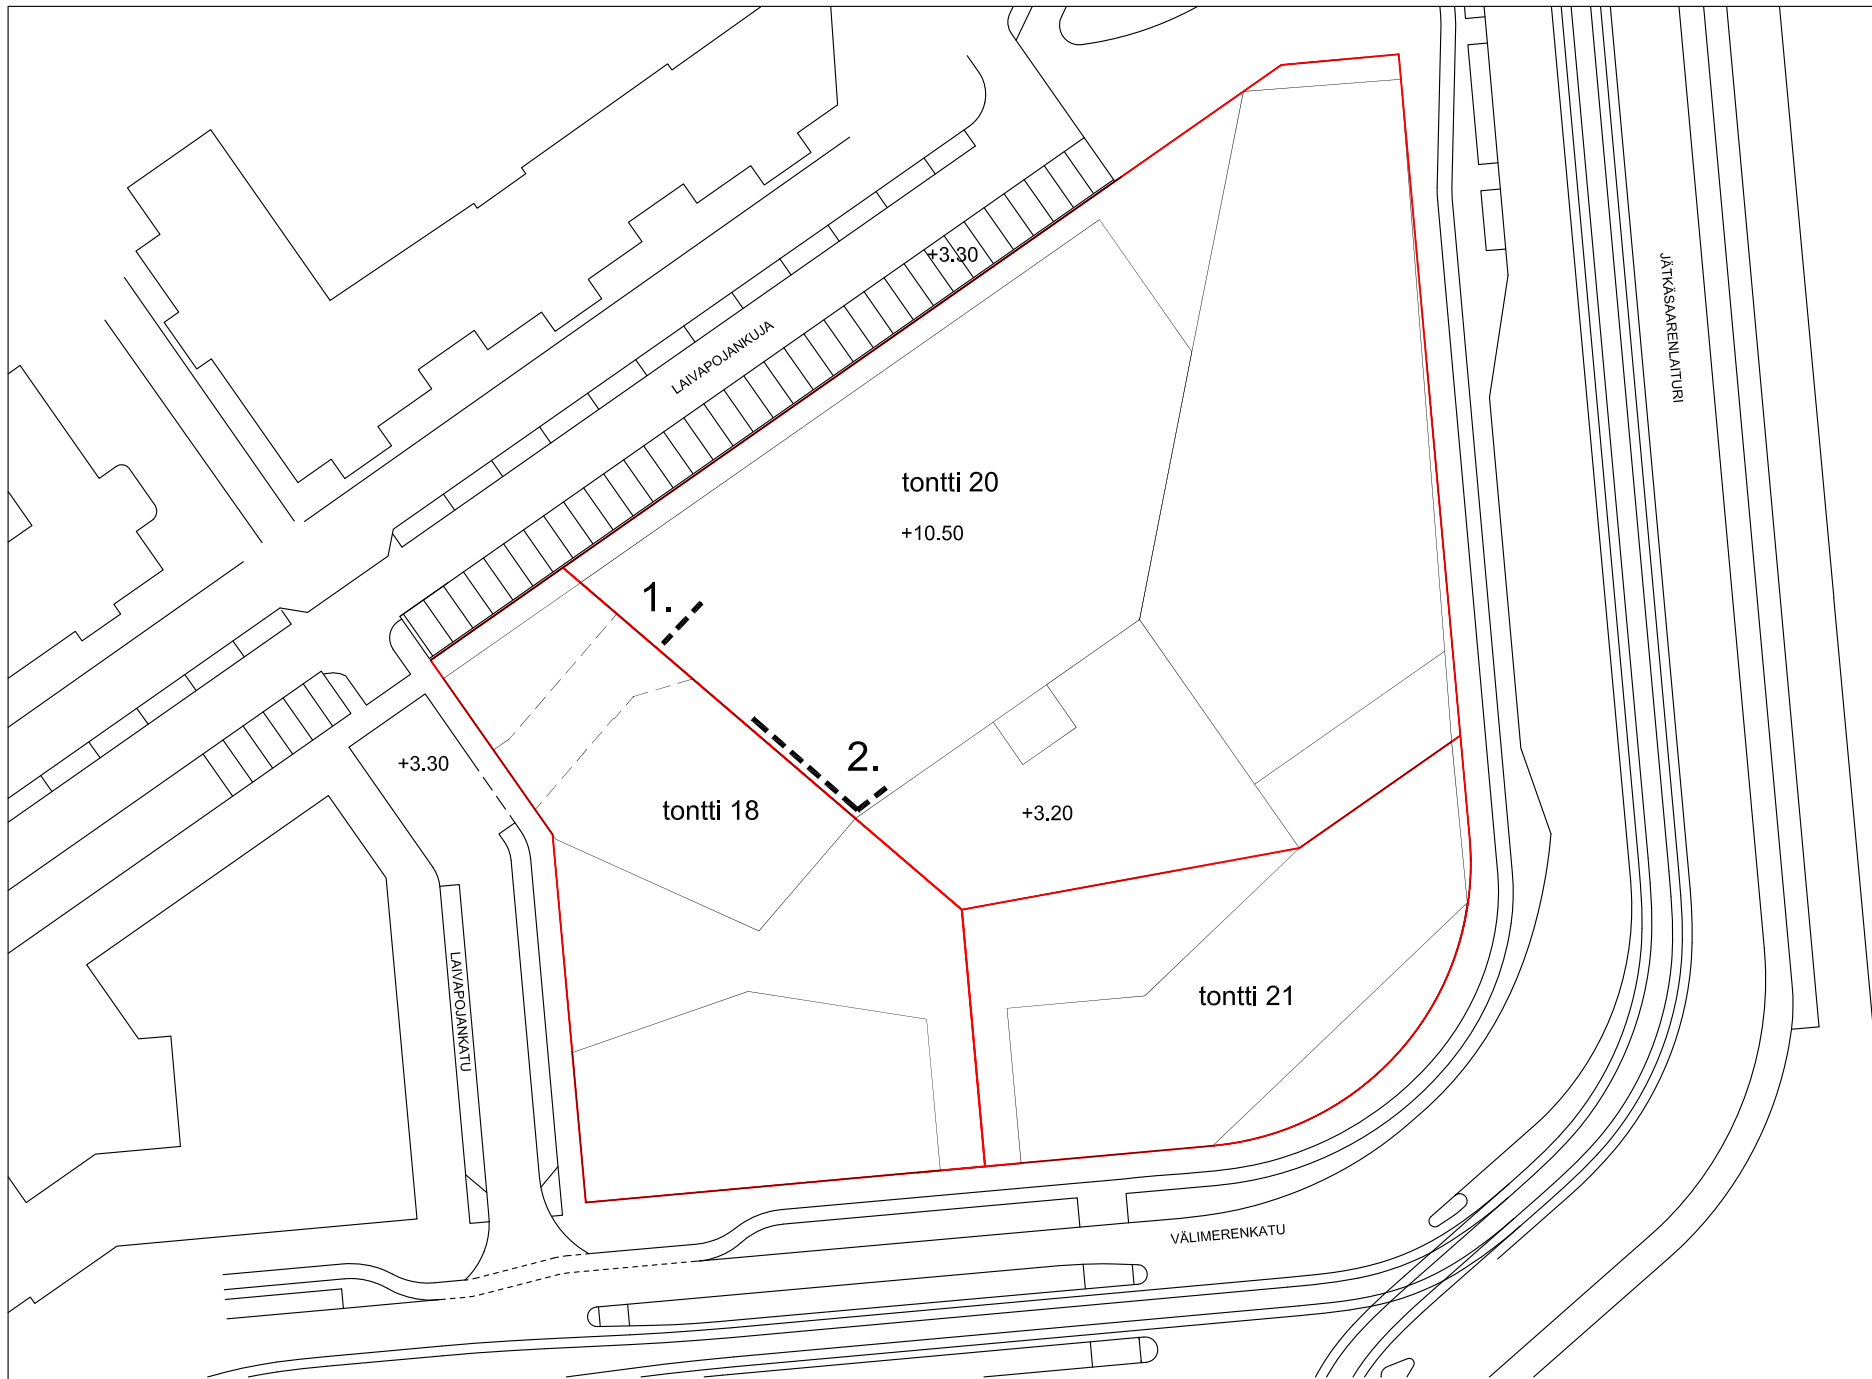 +3.30
JÄTKÄSAARENLAITURI
LAIVAPOJANKUJA
tontti 20
+10.50
1.
2.
+3.30
tontti 18
+3.20
LAIVAPOJANKATU
tontti 21
VÄLIMERENKATU